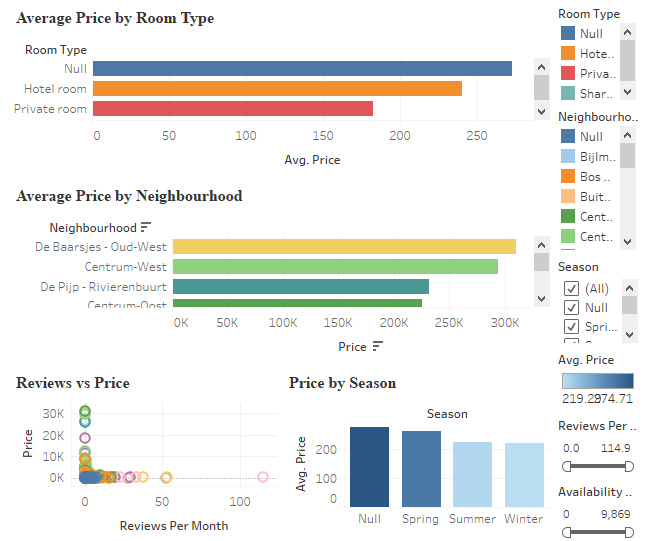 Average Price by Room Type
Room Type
Null
Hotel room
Private room
0 50 100 150 200 250
Avg. Price
Average Price by Neighbourhood
Neighbourhood
De Baarsjes - Oud-West
Centrum-West
De Pijp - Rivierenbuurt
Centrum-Oost
0K 50K 100K 150K 200K 250K 300K
Price
Reviews vs Price
Price
30K
20K
10K
0K
0 50 100
Reviews Per Month
Price by Season
Season
Avg. Price
200
100
0
Null Spring Summer Winter
Room Type
Null
Hote..
Priva..
Shar..
Neighbourho..
Null
Bijlm..
Bos ..
Buit..
Cent..
Cent..
Season
(All)
Null
Spri...
Avg. Price
219.2 274.71
Reviews Per ..
0.0 114.9
Availability ..
0 9,869